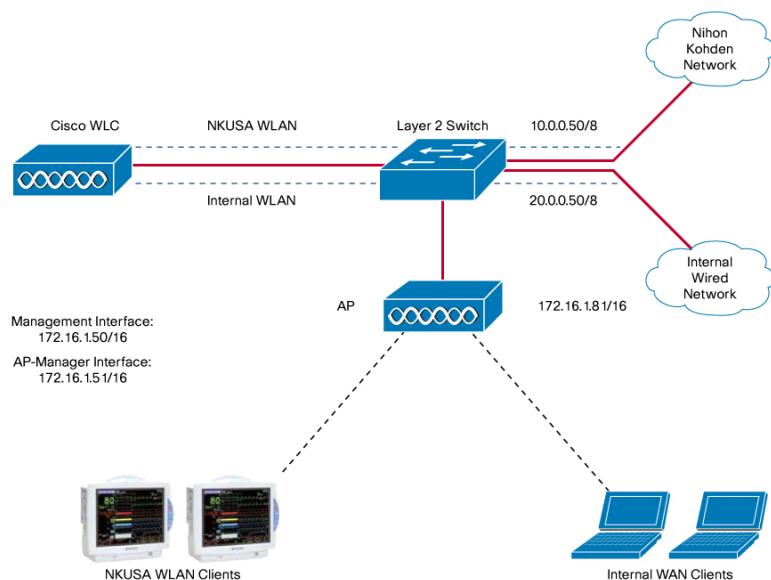 Nihon
Kohden
Network
Cisco WLC
NKUSA WLAN
Layer 2 Switch
10.0.0.50/8
Internal WLAN
20.0.0.50/8
Internal
Wired
Network
AP
172.16.1.81/16
Management Interface:
172.16.1.50/16
AP-Manager Interface:
172.16.1.51/16
80
80
NKUSA WLAN Clients
Internal WAN Clients